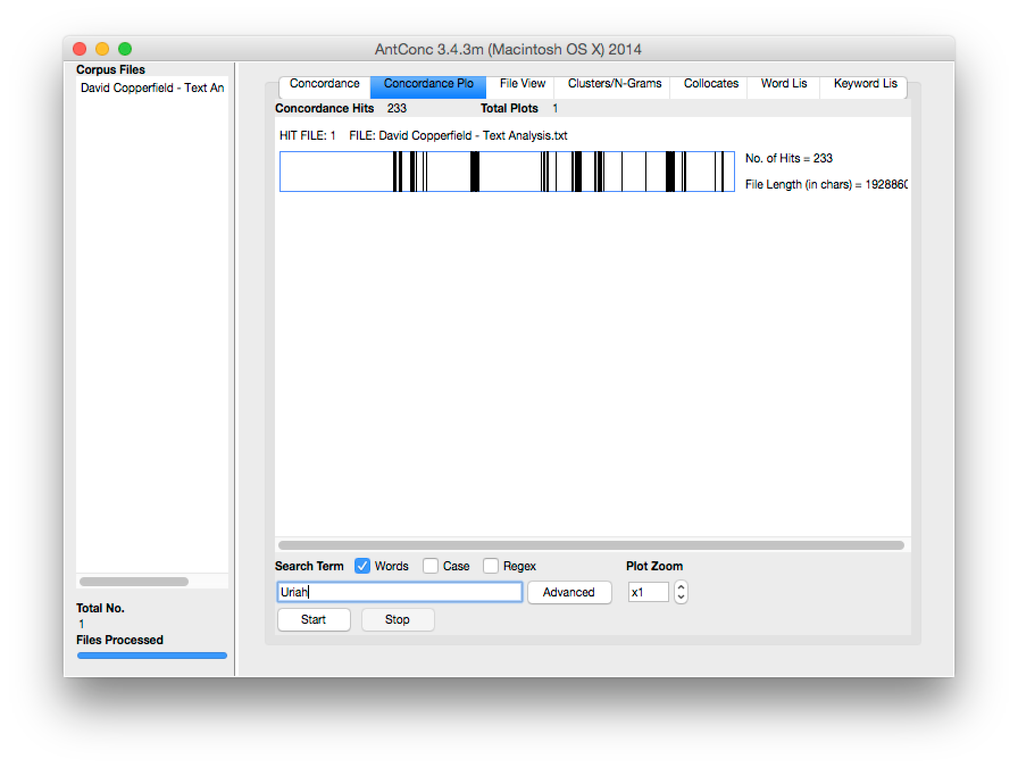 AntConc 3.4.3m (Macintosh OS X) 2014
Corpus Files
David Copperfield - Text An
Concordance Concordance Plo File View Clusters/N-Grams Collocates Word Lis Keyword Lis
Concordance Hits 233 Total Plots 1
HIT FILE: 1 FILE: David Copperfield - Text Analysis.txt
No. of Hits = 233
File Length (in chars) = 1928860
Search Term Words Case Regex Plot Zoom
Uriah Advanced x1
Start Stop
Total No.
1
Files Processed